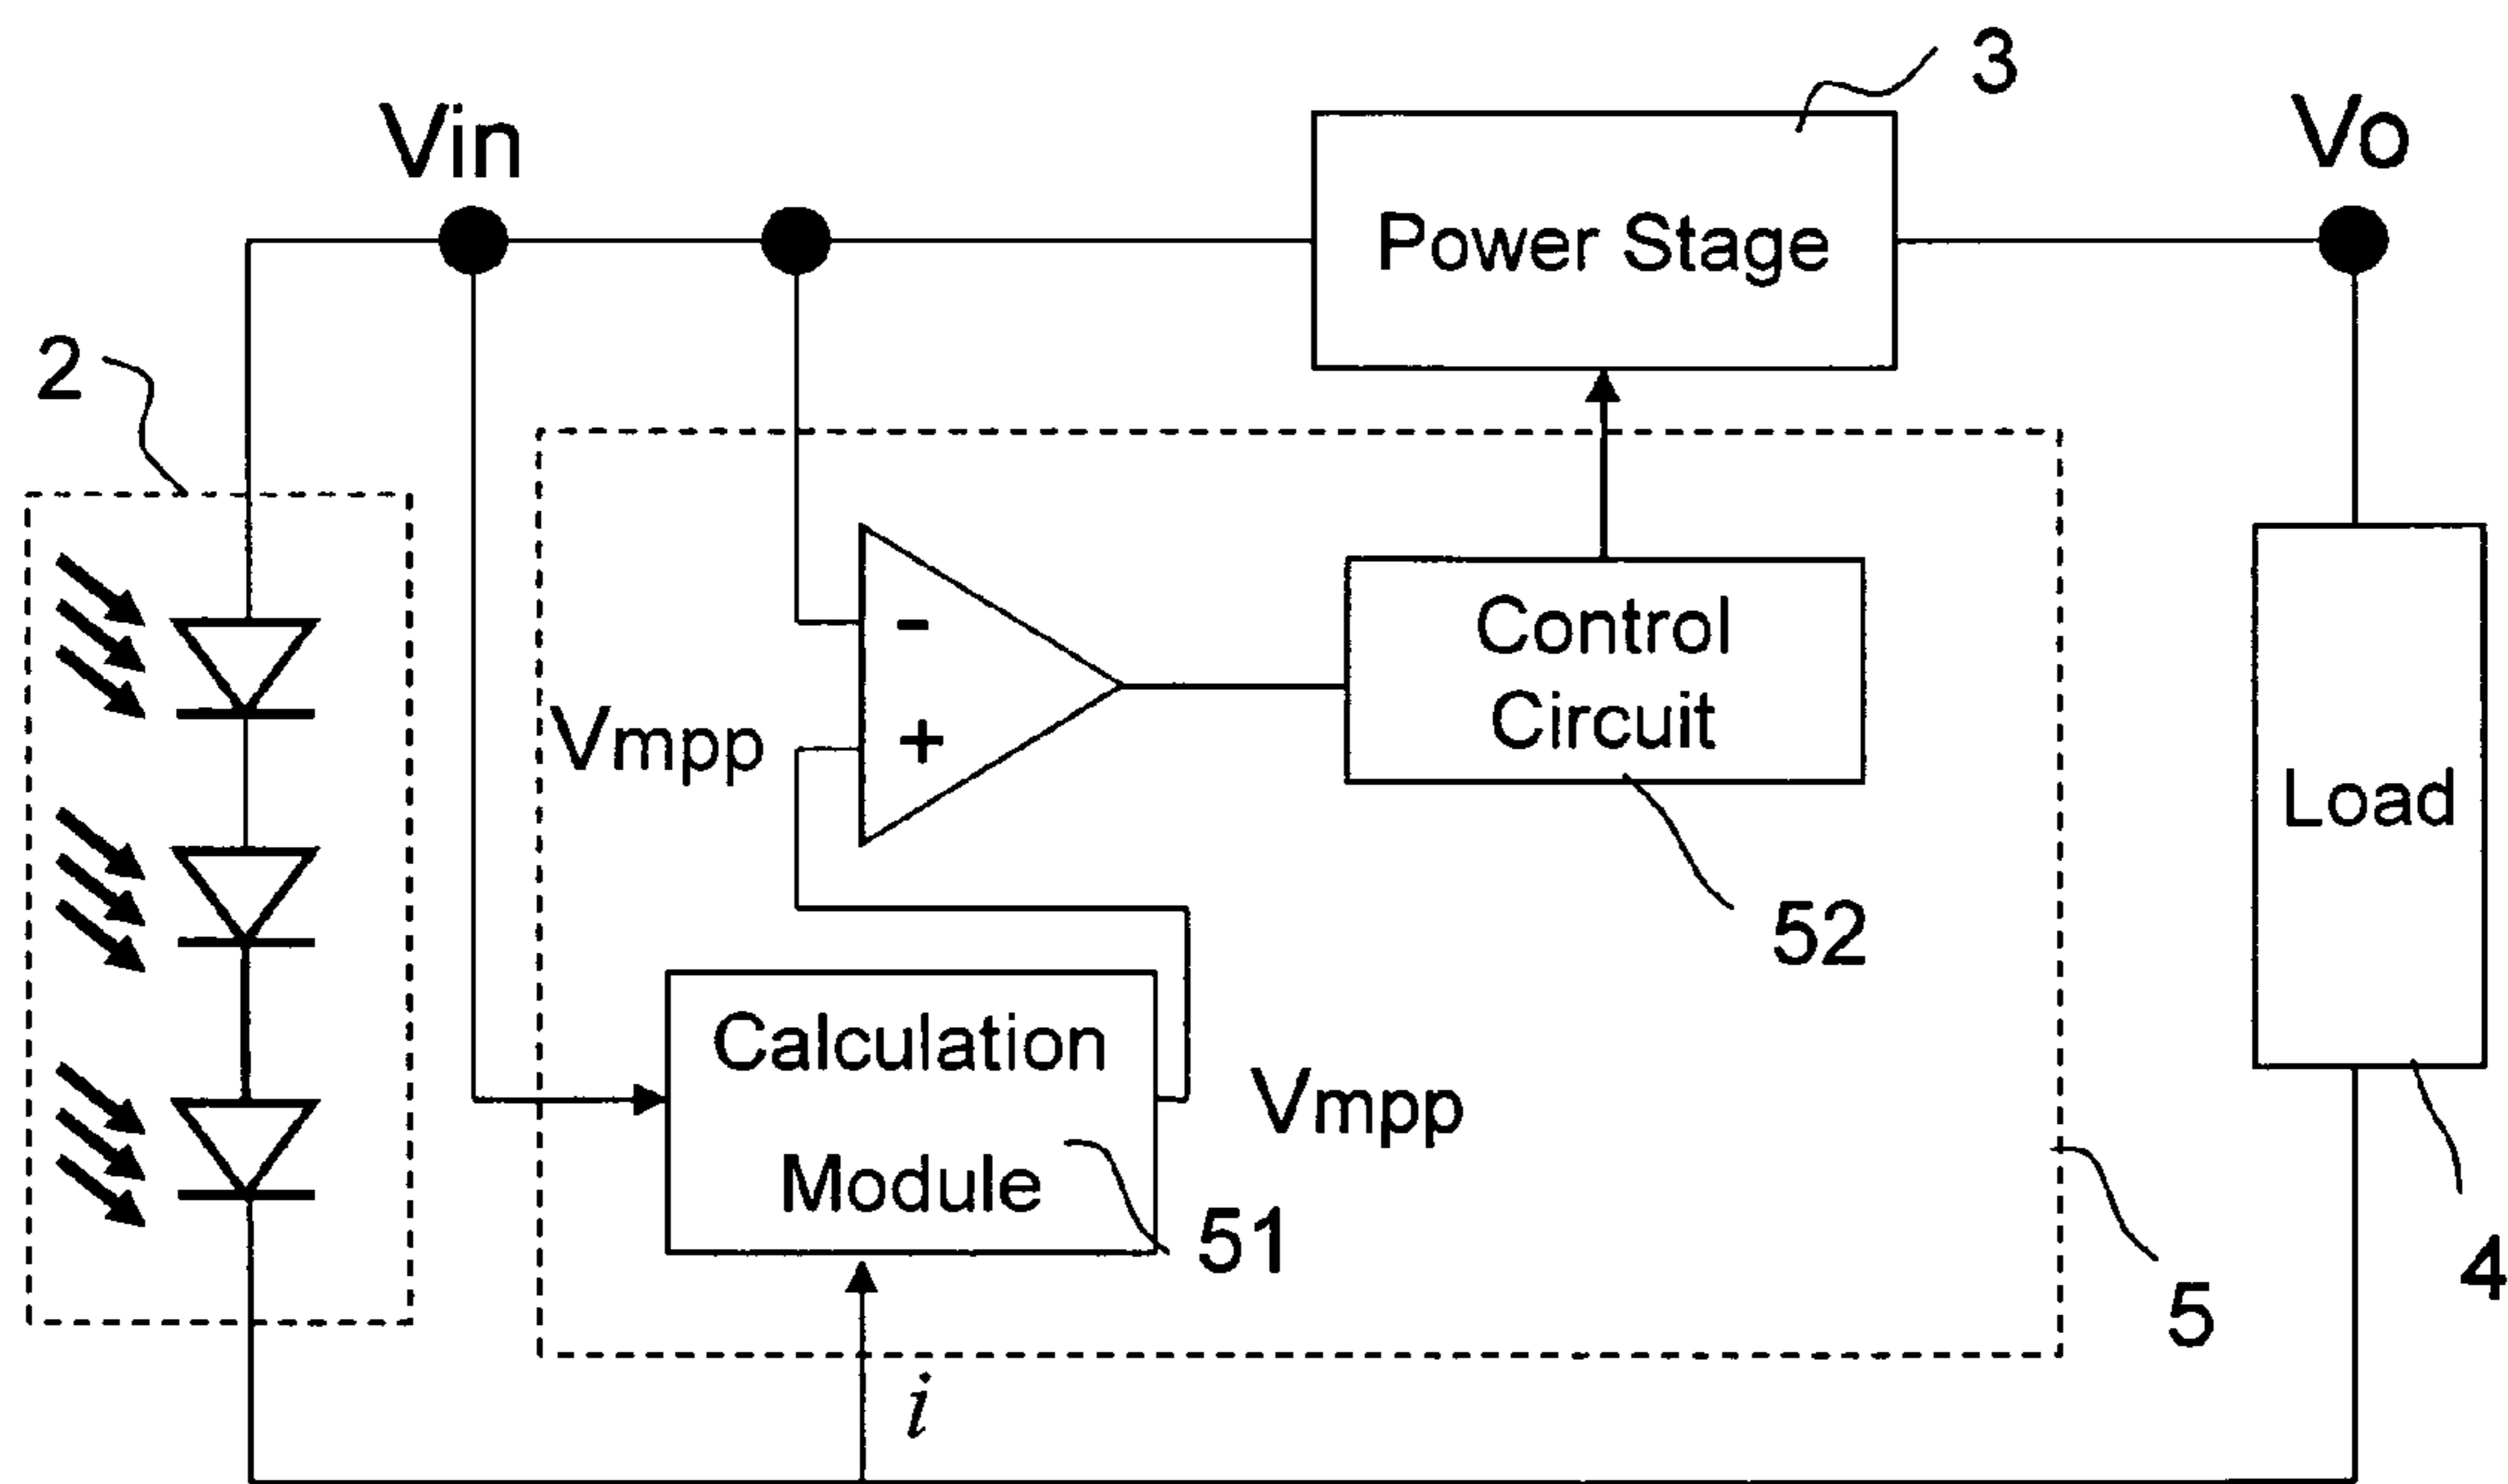 3
Vin
Vo
Power Stage
2
-
Control
Circuit
Vmpp
+
Load
52
Calculation
Module
Vmpp
51
4
5
i